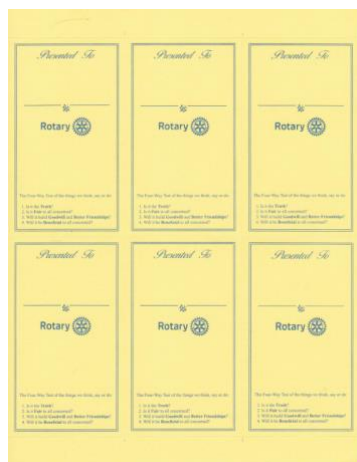 Presented To
Presented To
Presented To
Rotary
Rotary
Rotary
The Four-Way Test of the things we think, say or do:
The Four-Way Test of the things we think, say or do:
The Four-Way Test of the things we think, say or do:
1. Is it the Truth?
2. Is it Fair to all concerned?
3. Will it build Goodwill and Better Friendships?
4. Will it be Beneficial to all concerned?
1. Is it the Truth?
2. Is it Fair to all concerned?
3. Will it build Goodwill and Better Friendships?
4. Will it be Beneficial to all concerned?
1. Is it the Truth?
2. Is it Fair to all concerned?
3. Will it build Goodwill and Better Friendships?
4. Will it be Beneficial to all concerned?
Presented To
Presented To
Presented To
Rotary
Rotary
Rotary
The Four-Way Test of the things we think, say or do:
The Four-Way Test of the things we think, say or do:
The Four-Way Test of the things we think, say or do:
1. Is it the Truth?
2. Is it Fair to all concerned?
3. Will it build Goodwill and Better Friendships?
4. Will it be Beneficial to all concerned?
1. Is it the Truth?
2. Is it Fair to all concerned?
3. Will it build Goodwill and Better Friendships?
4. Will it be Beneficial to all concerned?
1. Is it the Truth?
2. Is it Fair to all concerned?
3. Will it build Goodwill and Better Friendships?
4. Will it be Beneficial to all concerned?